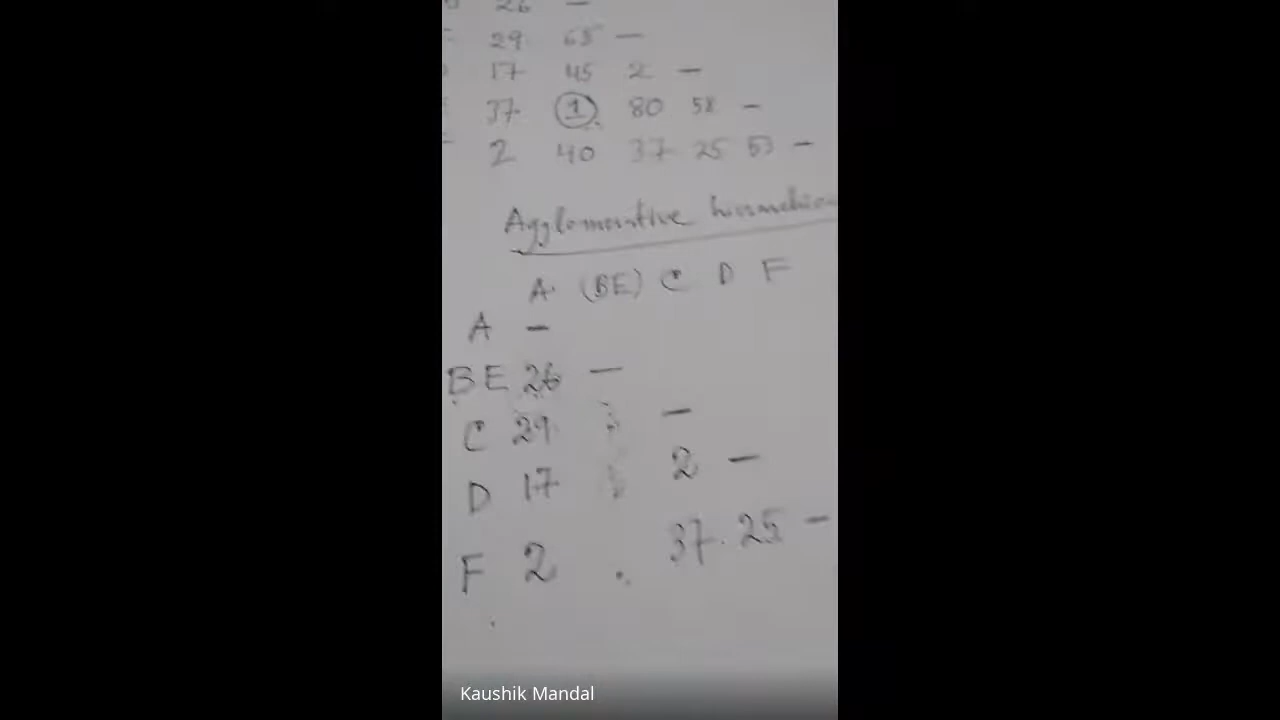 26 —
29 65 —
17 45 2 —
37 1 80 58 —
2 40 37 25 53 —
Agglomerative
A (BE) C D F
A —
BE 26 —
C 29 —
D 17 2 —
F 2 37 25 —
Kaushik Mandal